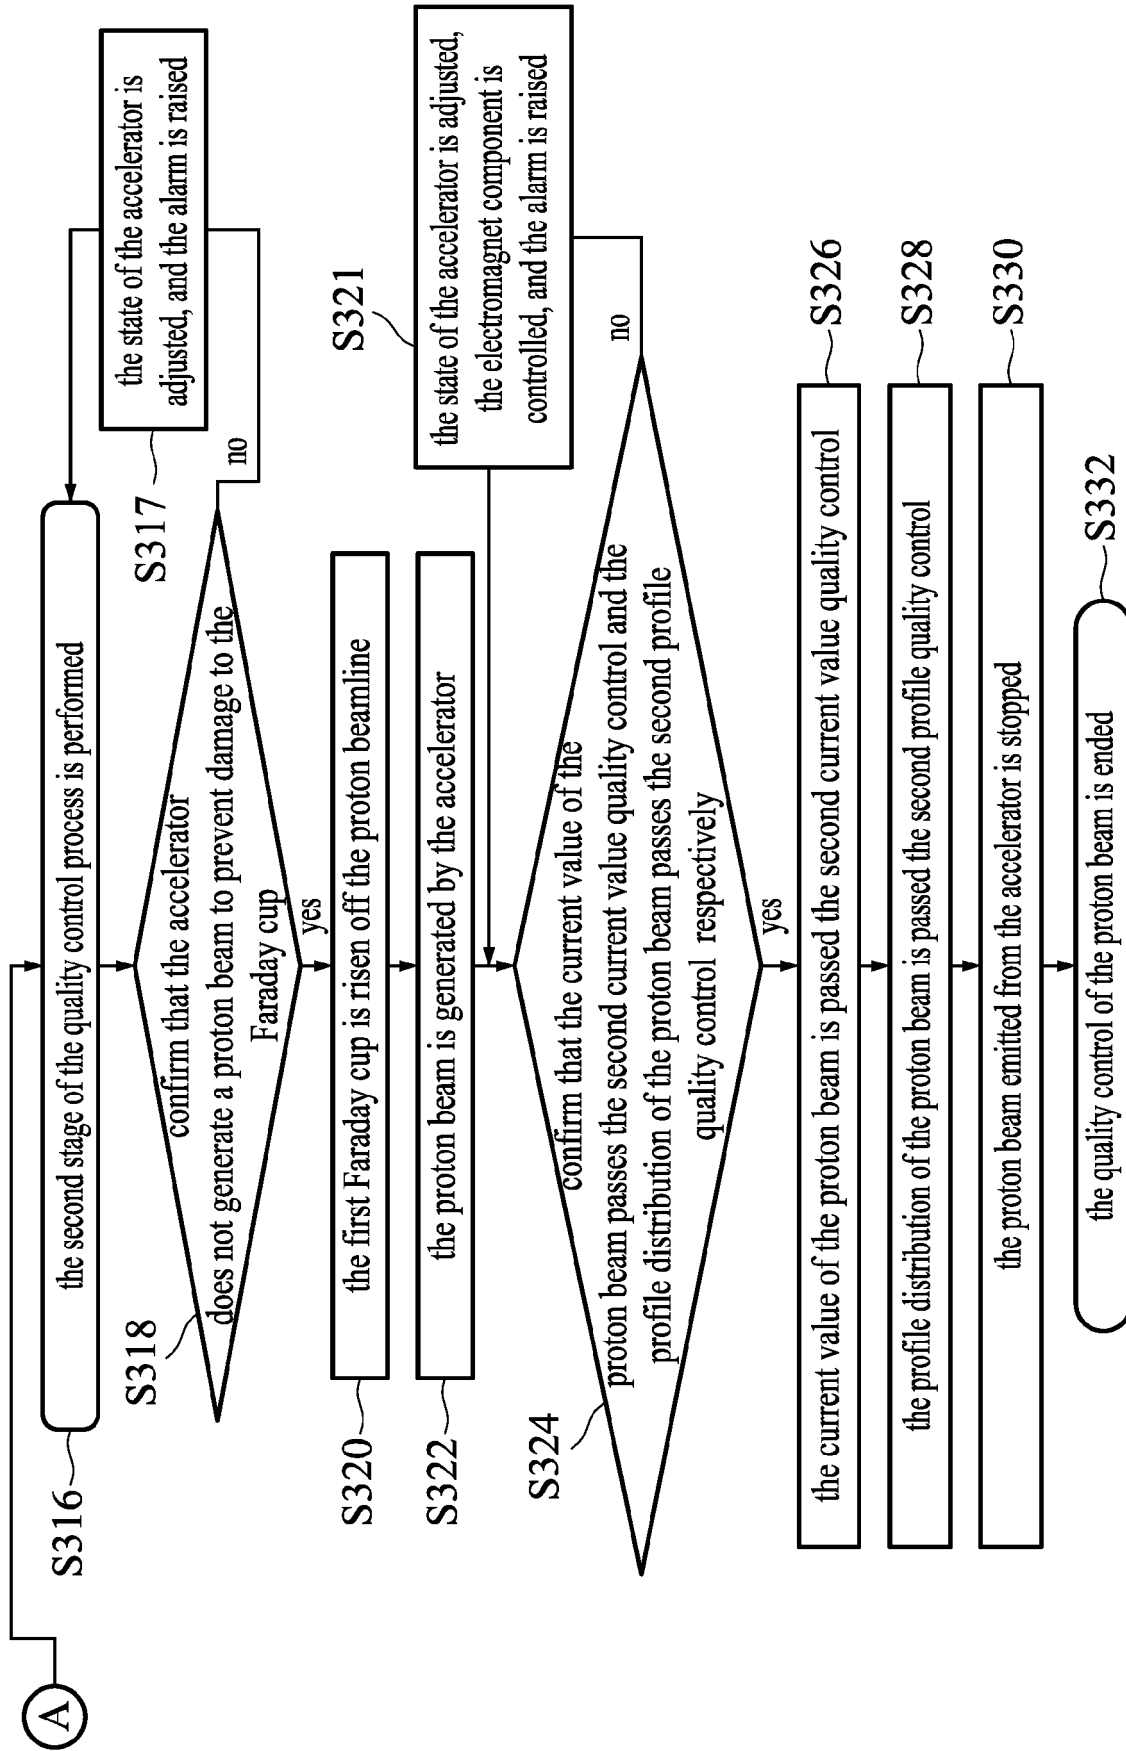 A
S316
the second stage of the quality control process is performed
the state of the accelerator is
adjusted, and the alarm is raised
S317
S318
confirm that the accelerator
does not generate a proton beam to prevent damage to the
Faraday cup
no
yes
S320
the first Faraday cup is risen off the proton beamline
S322
the proton beam is generated by the accelerator
S321
the state of the accelerator is adjusted,
the electromagnet component is
controlled, and the alarm is raised
S324
confirm that the current value of the
proton beam passes the second current value quality control and the
profile distribution of the proton beam passes the second profile
quality control respectively
no
yes
the current value of the proton beam is passed the second current value quality control
S326
the profile distribution of the proton beam is passed the second profile quality control
S328
the proton beam emitted from the accelerator is stopped
S330
the quality control of the proton beam is ended
S332